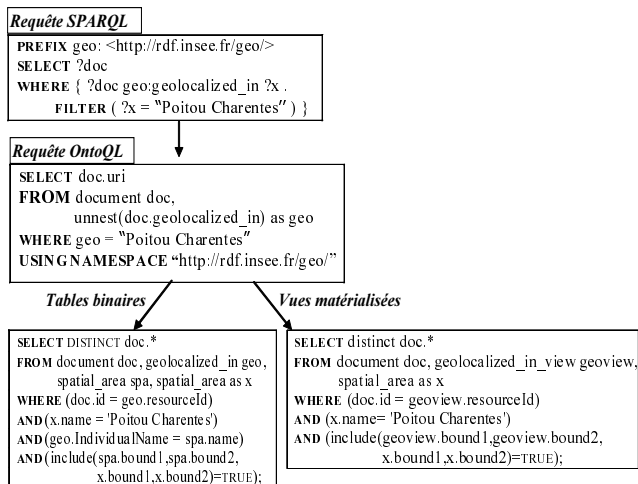 Requête SPARQL
PREFIX geo: <http://rdf.insee.fr/geo/>
SELECT ?doc
WHERE { ?doc geo:geolocalized_in ?x .
FILTER ( ?x = “Poitou Charentes” ) }
Requête OntoQL
SELECT doc.uri
FROM document doc,
unnest(doc.geolocalized_in) as geo
WHERE geo = “Poitou Charentes”
USING NAMESPACE “http://rdf.insee.fr/geo/”
Tables binaires
Vues matérialisées
SELECT DISTINCT doc.*
FROM document doc, geolocalized_in geo,
spatial_area spa, spatial_area as x
WHERE (doc.id = geo.resourceId)
AND (x.name = 'Poitou Charentes')
AND (geo.IndividualName = spa.name)
AND (include(spa.bound1,spa.bound2,
x.bound1,x.bound2)=TRUE);
SELECT distinct doc.*
FROM document doc, geolocalized_in_view geoview,
spatial_area as x
WHERE (doc.id = geoview.resourceId)
AND (x.name= 'Poitou Charentes')
AND (include(geoview.bound1,geoview.bound2,
x.bound1,x.bound2)=TRUE);